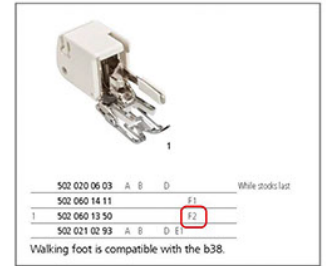 1
502 020 06 03 A B D While stocks last
502 060 14 11 F1
1 502 060 13 50 F2
502 021 02 93 A B D E1
Walking foot is compatible with the b38.